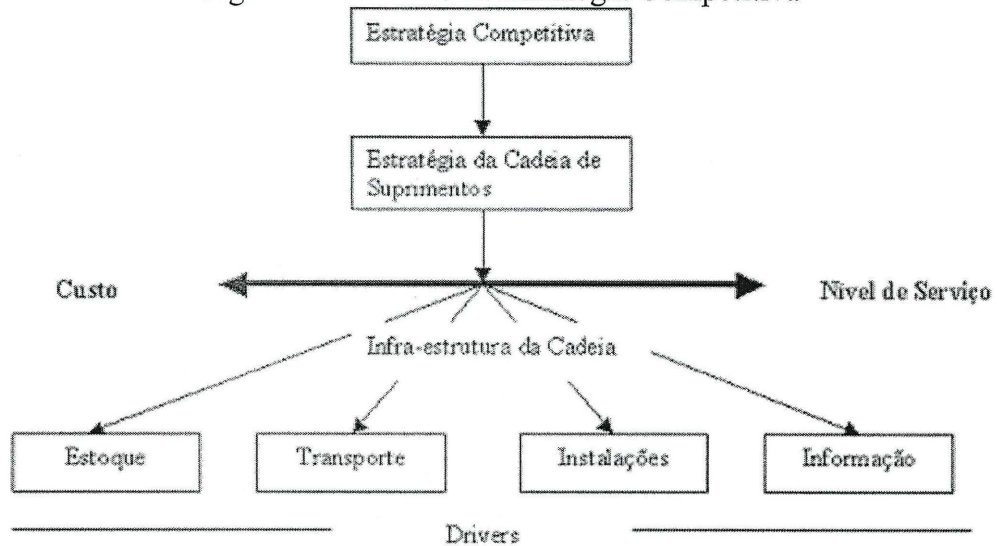 Estratégia Competitiva
Estratégia da Cadeia de
Suprimentos
Custo
Nível de Serviço
Infra-estrutura da Cadeia
Estoque
Transporte
Instalações
Informação
Drivers